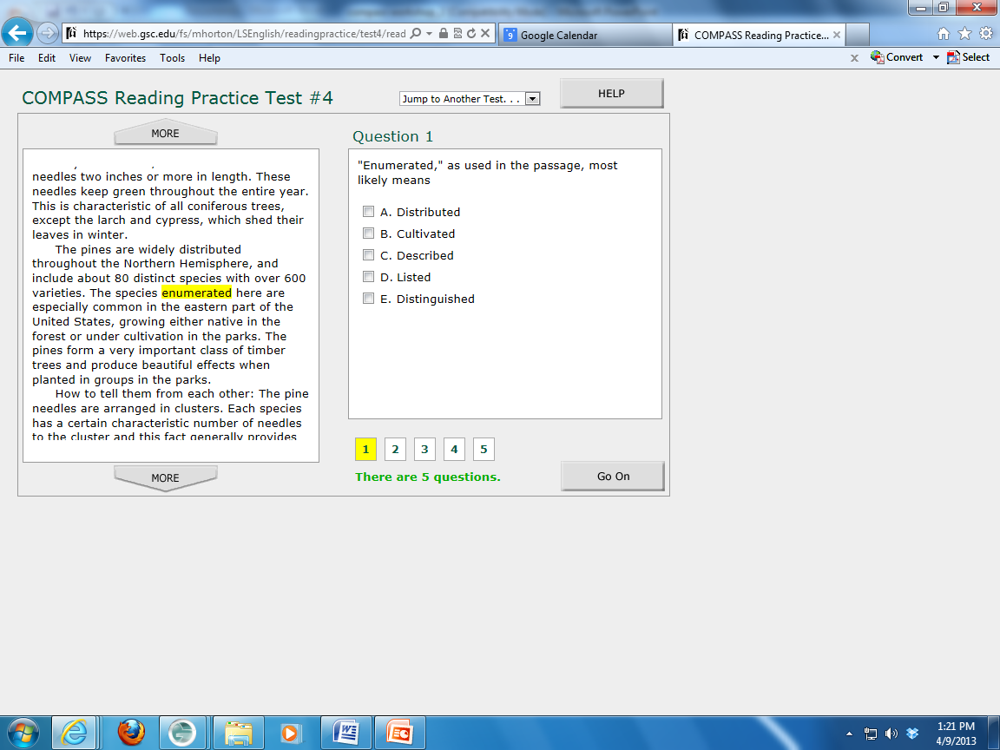 https://web.gsc.edu/fs/mhorton/LSEnglish/readingpractice/test4/read
9 Google Calendar
COMPASS Reading Practice...
File Edit View Favorites Tools Help
Convert Select
COMPASS Reading Practice Test #4
Jump to Another Test. . .
HELP
MORE
needles two inches or more in length. These
needles keep green throughout the entire year.
This is characteristic of all coniferous trees,
except the larch and cypress, which shed their
leaves in winter.
The pines are widely distributed
throughout the Northern Hemisphere, and
include about 80 distinct species with over 600
varieties. The species enumerated here are
especially common in the eastern part of the
United States, growing either native in the
forest or under cultivation in the parks. The
pines form a very important class of timber
trees and produce beautiful effects when
planted in groups in the parks.
How to tell them from each other: The pine
needles are arranged in clusters. Each species
has a certain characteristic number of needles
to the cluster and this fact generally provides
MORE
Question 1
"Enumerated," as used in the passage, most
likely means
A. Distributed
B. Cultivated
C. Described
D. Listed
E. Distinguished
1 2 3 4 5
There are 5 questions.
Go On
1:21 PM
4/9/2013